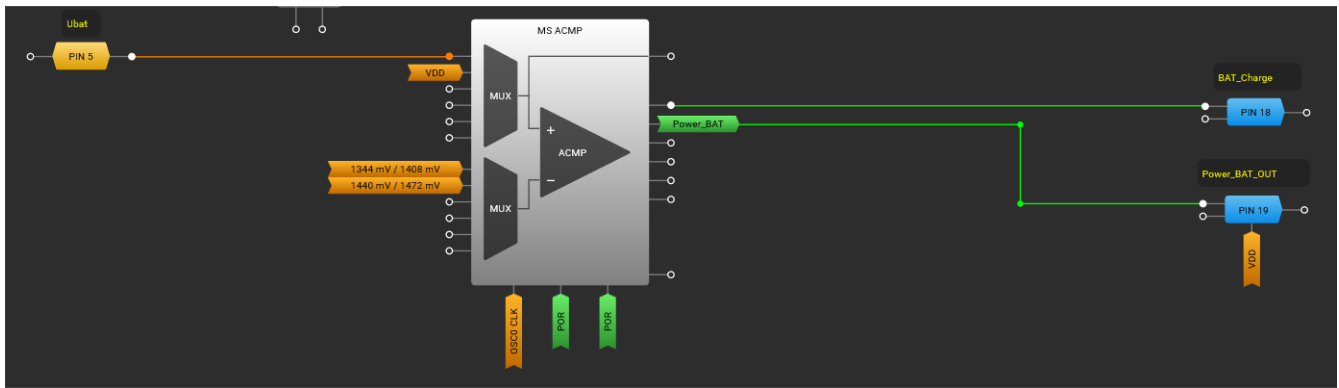 Ubat
PIN 5
MS ACMP
VDD
MUX
+
ACMP
−
1344 mV / 1408 mV
1440 mV / 1472 mV
MUX
OSC0 CLK
POR
POR
Power_BAT
BAT_Charge
PIN 18
Power_BAT_OUT
PIN 19
VDD